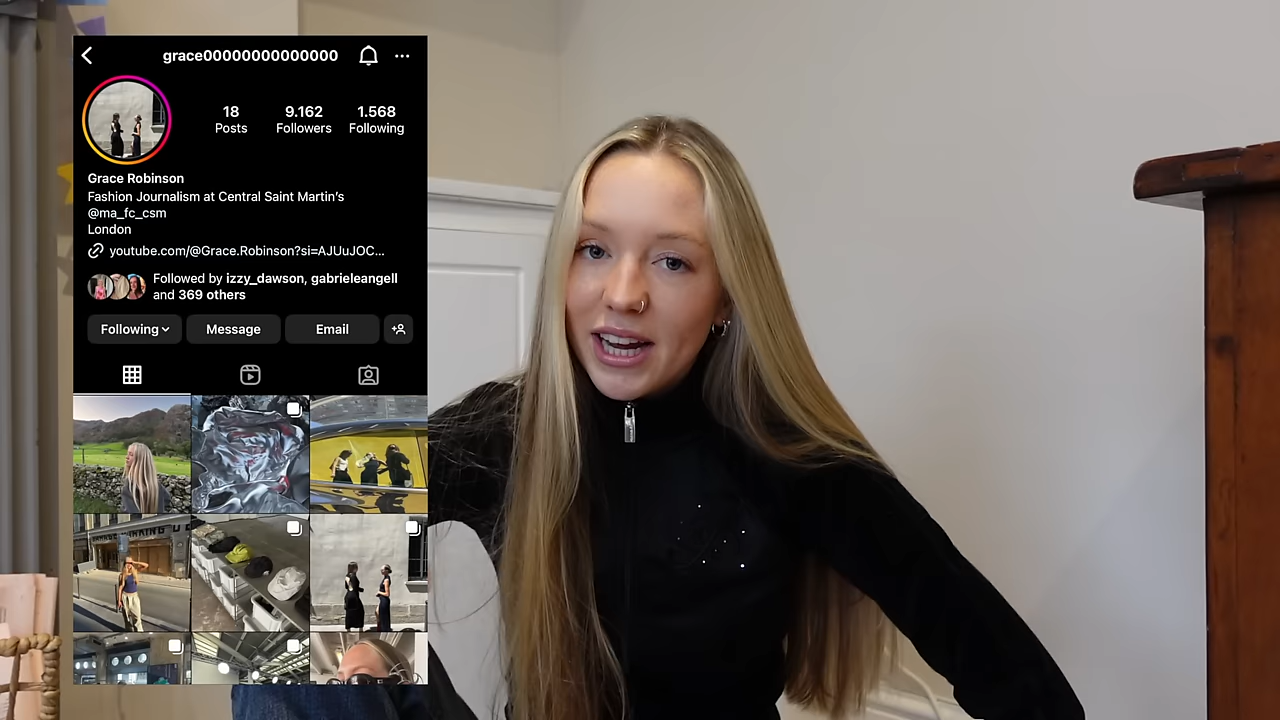 grace00000000000000
18
9.162
1.568
Posts
Followers
Following
Grace Robinson
Fashion Journalism at Central Saint Martin's
@ma_fc_csm
London
youtube.com/@Grace.Robinson?si=AJUuJOC...
Followed by izzy_dawson, gabrieleangell
and 369 others
Following
Message
Email